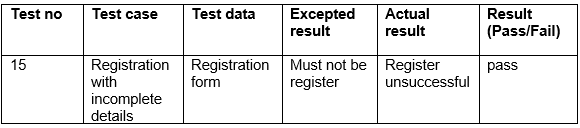 Test no Test case Test data Excepted result Actual result Result (Pass/Fail)
15 Registration with incomplete details Registration form Must not be register Register unsuccessful pass